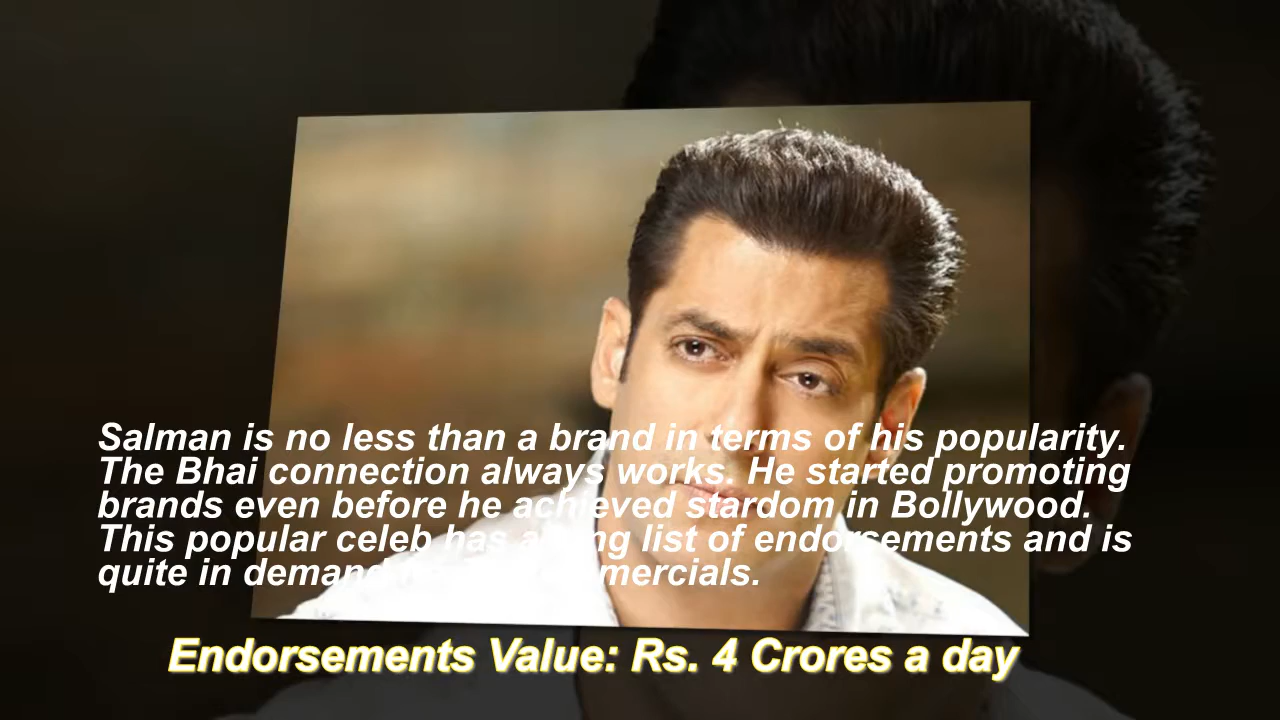 Salman is no less than a brand in terms of his popularity.
The Bhai connection always works. He started promoting
brands even before he achieved stardom in Bollywood.
This popular celeb has a long list of endorsements and is
quite in demand mercials.
Endorsements Value: Rs. 4 Crores a day